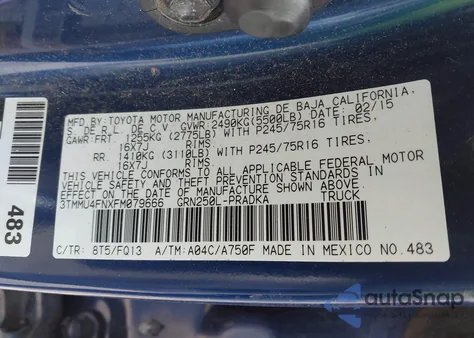 MFD BY:TOYOTA MOTOR MANUFACTURING DE BAJA CALIFORNIA,
S. DE R.L. DE C.V. GVWR:2490KG(5500LB) DATE: 02/15
GAWR:FRT. 1255KG (2775LB) WITH P245/75R16 TIRES,
16X7J RIMS
RR. 1410KG (3110LB) WITH P245/75R16 TIRES,
16X7J RIMS
THIS VEHICLE CONFORMS TO ALL APPLICABLE FEDERAL MOTOR
VEHICLE SAFETY AND THEFT PREVENTION STANDARDS IN
EFFECT ON THE DATE OF MANUFACTURE SHOWN ABOVE.
3TMMU4FNXFM079666 GRN250L-PRADKA TRUCK
C/TR: 8T5/FQ13 A/TM:A04C/A750F MADE IN MEXICO NO.483
483
autoSnap